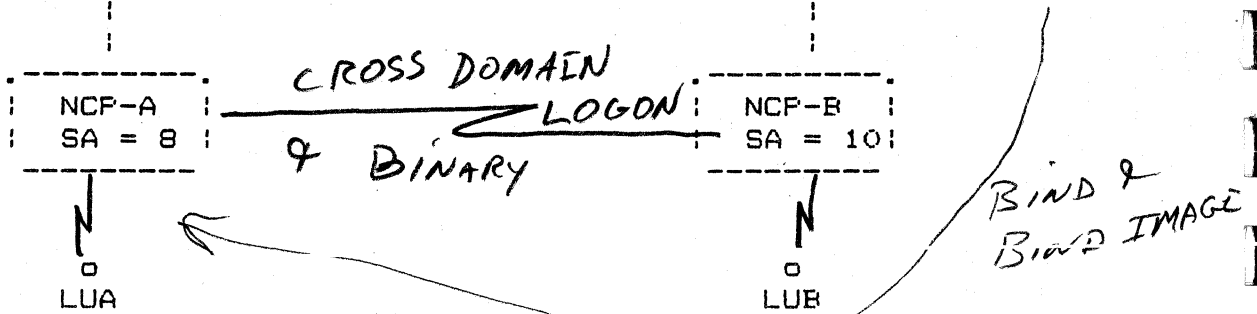 CROSS DOMAIN
LOGON
& BINARY
NCP-A
SA = 8
NCP-B
SA = 10
BIND &
BIND IMAGE
LUA
LUB